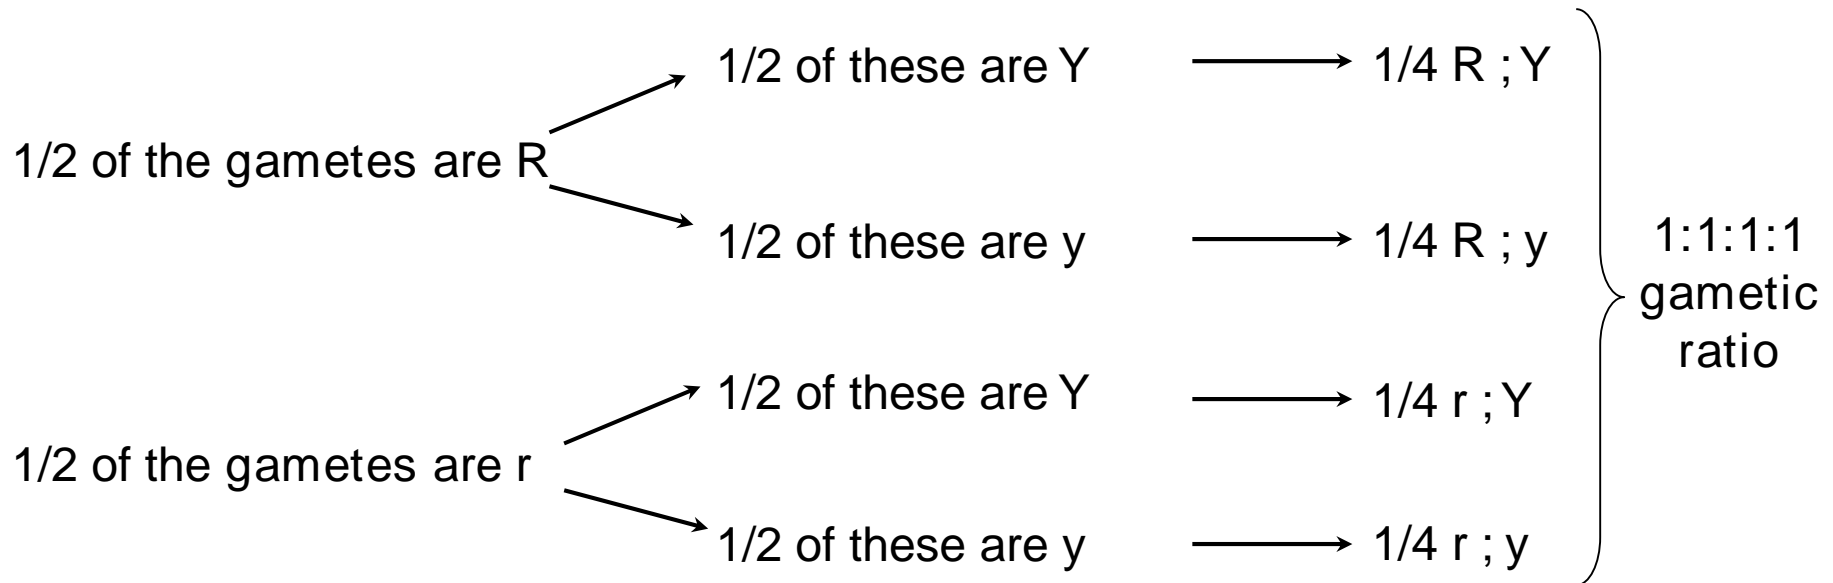 1/2 of these are Y
1/4 R ; Y
1/2 of the gametes are R
1/2 of these are y
1/4 R ; y
1:1:1:1
gametic
ratio
1/2 of these are Y
1/4 r ; Y
1/2 of the gametes are r
1/2 of these are y
1/4 r ; y